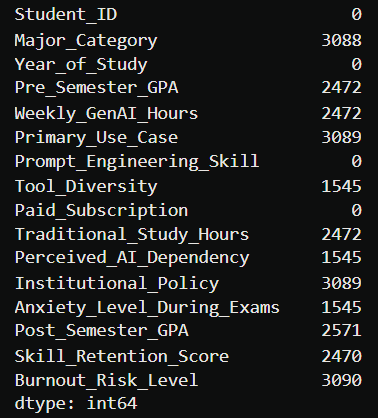 Student_ID 0
Major_Category 3088
Year_of_Study 0
Pre_Semester_GPA 2472
Weekly_GenAI_Hours 2472
Primary_Use_Case 3089
Prompt_Engineering_Skill 0
Tool_Diversity 1545
Paid_Subscription 0
Traditional_Study_Hours 2472
Perceived_AI_Dependency 1545
Institutional_Policy 3089
Anxiety_Level_During_Exams 1545
Post_Semester_GPA 2571
Skill_Retention_Score 2470
Burnout_Risk_Level 3090
dtype: int64